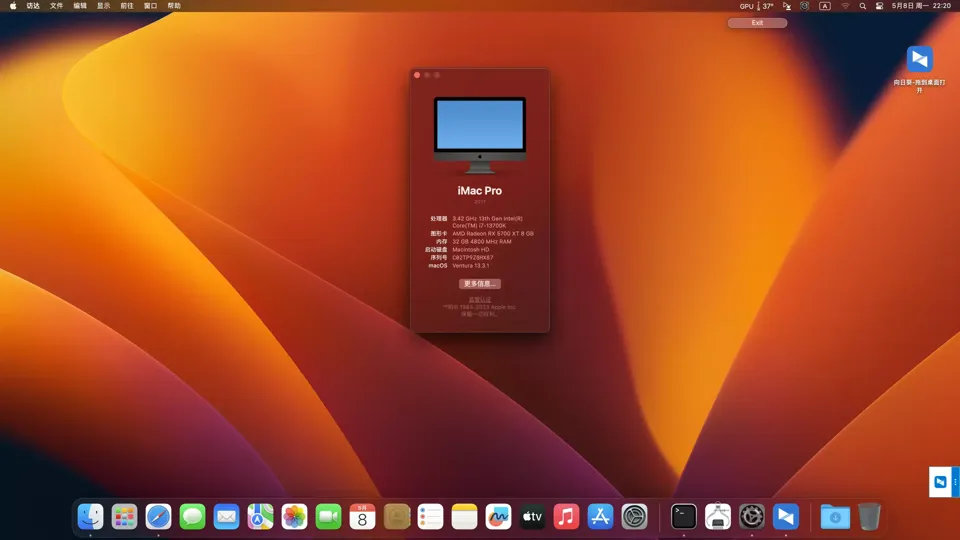 访达 文件 编辑 显示 前往 窗口 帮助
GPU 37° A 5月8日 周一 22:20
Exit
向日葵-拖到桌面打
开
iMac Pro
2017
处理器 3.42 GHz 13th Gen Intel(R)
Core(TM) i7-13700K
图形卡 AMD Radeon RX 5700 XT 8 GB
内存 32 GB 4800 MHz RAM
启动磁盘 Macintosh HD
序列号 C02TP9Z8HX87
macOS Ventura 13.3.1
更多信息...
监管认证
™和© 1983-2023 Apple Inc.
保留一切权利。
5月
8
tv